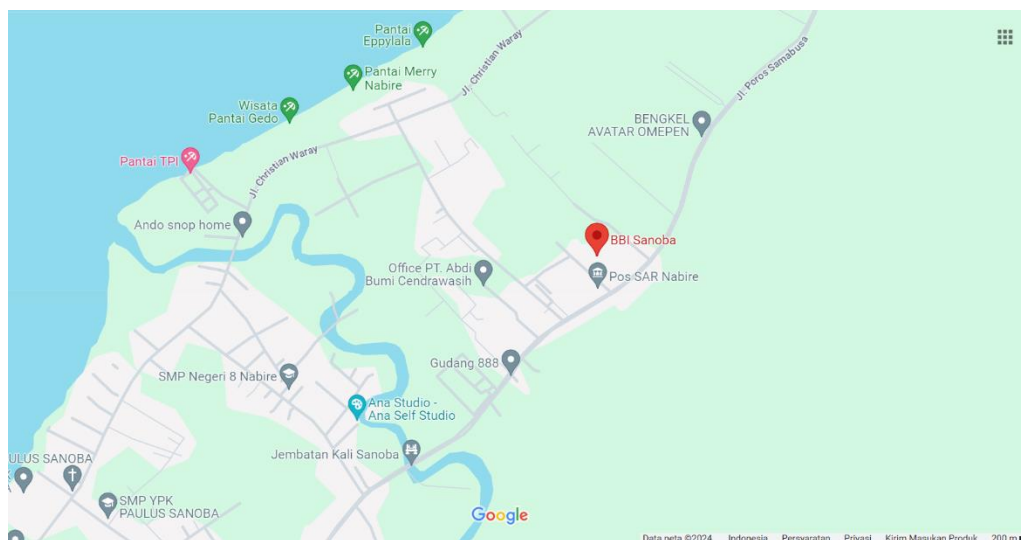 Pantai
Eppylala
Pantai Merry
Nabire
Wisata
Pantai Gedo
Pantai TPI
Jl. Christian Waray
Jl. Christian Waray
Jl. Poros Samabusa
BENGKEL
AVATAR OMEPEN
Ando snop home
BBI Sanoba
Office PT. Abdi
Bumi Cendrawasih
Pos SAR Nabire
Gudang 888
SMP Negeri 8 Nabire
Ana Studio -
Ana Self Studio
Jembatan Kali Sanoba
ULUS SANOBA
SMP YPK
PAULUS SANOBA
Google
Data peta ©2024 Indonesia Persyaratan Privasi Kirim Masukan Produk 200 m